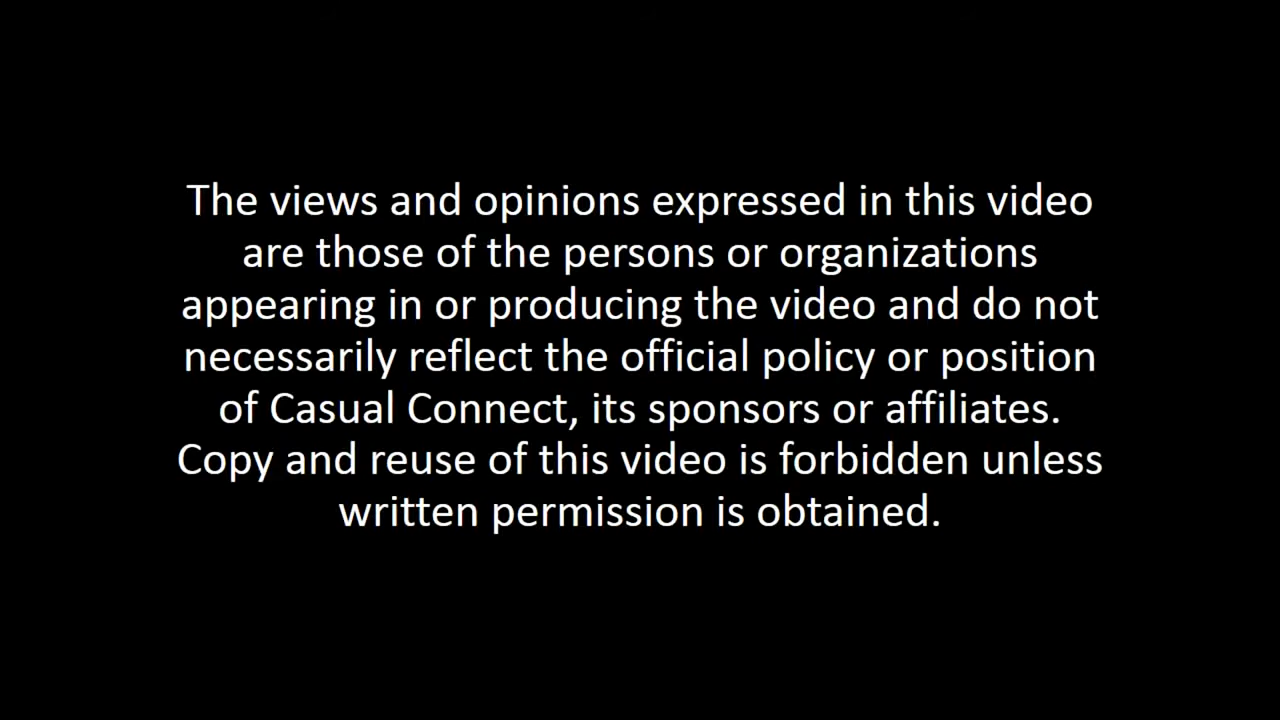 The views and opinions expressed in this video
are those of the persons or organizations
appearing in or producing the video and do not
necessarily reflect the official policy or position
of Casual Connect, its sponsors or affiliates.
Copy and reuse of this video is forbidden unless
written permission is obtained.